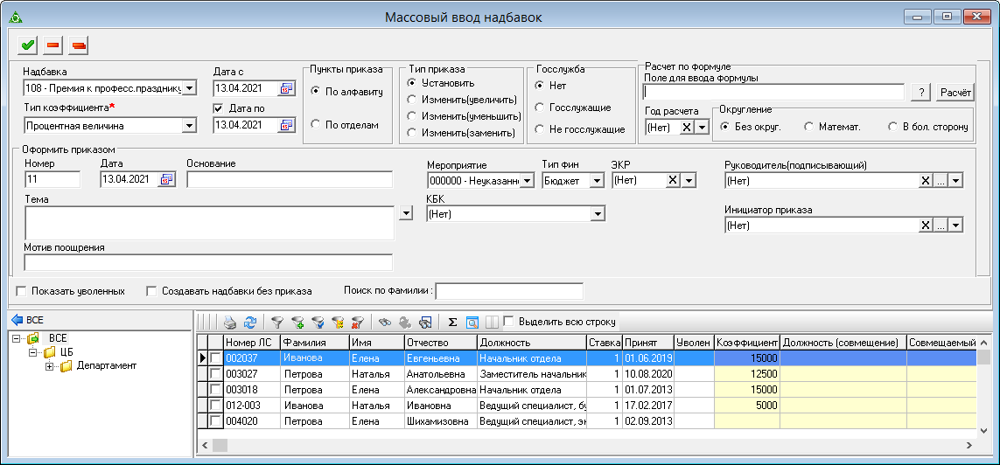 Массовый ввод надбавок
Надбавка
108 - Премия к професс.празднику
Дата с
13.04.2021
Тип коэффициента*
Процентная величина
Дата по
13.04.2021
Пункты приказа
По алфавиту
По отделам
Тип приказа
Установить
Изменить(увеличить)
Изменить(уменьшить)
Изменить(заменить)
Госслужба
Нет
Госслужащие
Не госслужащие
Расчет по формуле
Поле для ввода формулы
? Расчёт
Год расчета
(Нет) X
Округление
Без округ. Математ. В бол. сторону
Оформить приказом
Номер Дата Основание
11 13.04.2021
Тема
Мотив поощрения
Мероприятие Тип фин ЭКР
000000 - Неуказанн Бюджет (Нет) X
КБК
(Нет)
Руководитель(подписывающий)
(Нет) X ...
Инициатор приказа
(Нет) X ...
Показать уволенных Создавать надбавки без приказа Поиск по фамилии :
ВСЕ
ВСЕ
ЦБ
Департамент
Σ Выделить всю строку
Номер ЛС Фамилия Имя Отчество Должность Ставка Принят Уволен Коэффициент Должность (совмещение) Совмещаемый
002037 Иванова Елена Евгеньевна Начальник отдела 1 01.06.2019 15000
003027 Петрова Наталья Анатольевна Заместитель начальник 1 10.08.2020 12500
003018 Петрова Елена Александровна Начальник отдела 1 01.07.2013 15000
012-003 Иванова Наталья Ивановна Ведущий специалист, бу 1 17.02.2017 5000
004020 Петрова Елена Шихамизовна Ведущий специалист, эк 1 02.09.2013